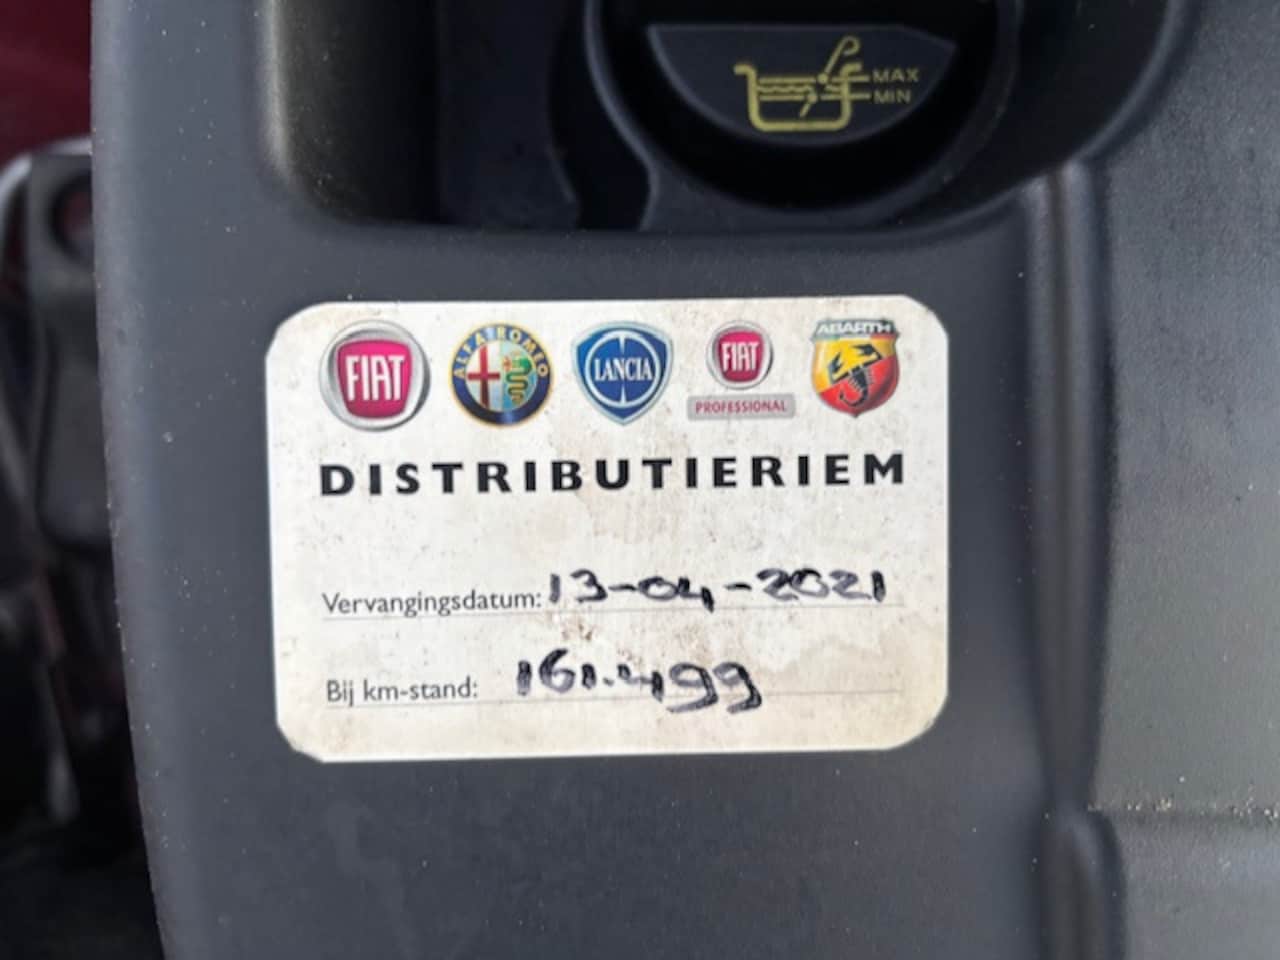 MAX
MIN
FIAT
ALFA ROMEO
LANCIA
FIAT
PROFESSIONAL
ABARTH
DISTRIBUTIERIEM
Vervangingsdatum: 13-04-2021
Bij km-stand: 161.499